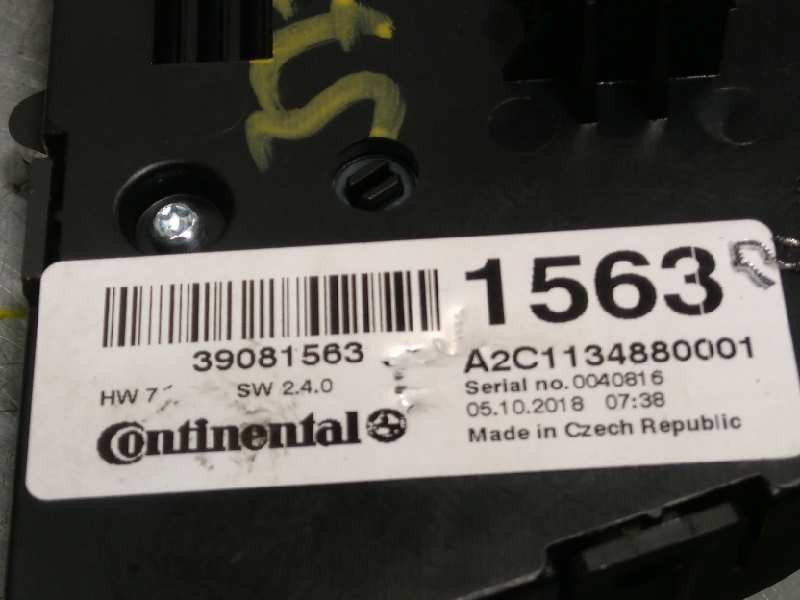 1563
39081563
A2C1134880001
HW 7
SW 2.4.0
Serial no.0040816
05.10.2018 07:38
Continental
Made in Czech Republic